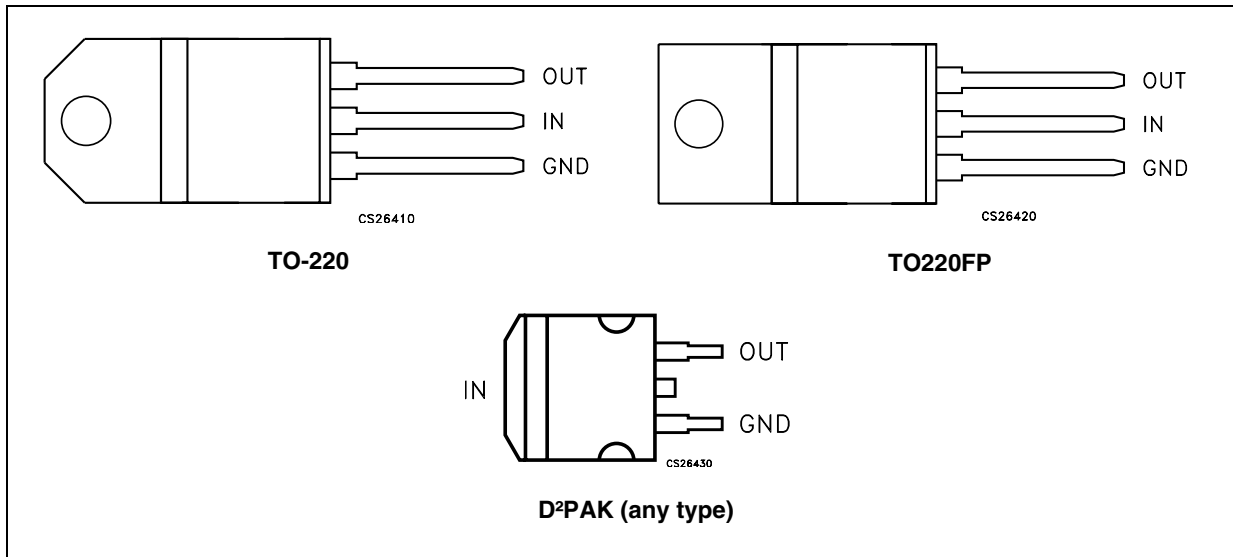 OUT
IN
GND
CS26410
TO-220
OUT
IN
GND
CS26420
TO220FP
IN
OUT
GND
CS26430
D²PAK (any type)